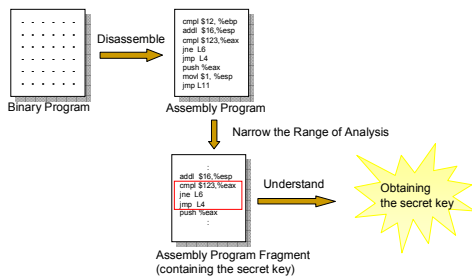 Disassemble
Binary Program
cmpl $12, %ebp
addl $16,%esp
cmpl $123,%eax
jne L6
jmp L4
push %eax
movl $1, %esp
jmp L11
Assembly Program
Narrow the Range of Analysis
:
addl $16,%esp
cmpl $123,%eax
jne L6
jmp L4
push %eax
:
Assembly Program Fragment
(containing the secret key)
Understand
Obtaining
the secret key